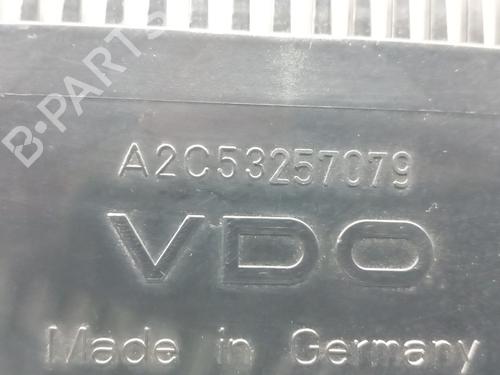 B-PARTS
A2C53257079
VDO
Made in Germany